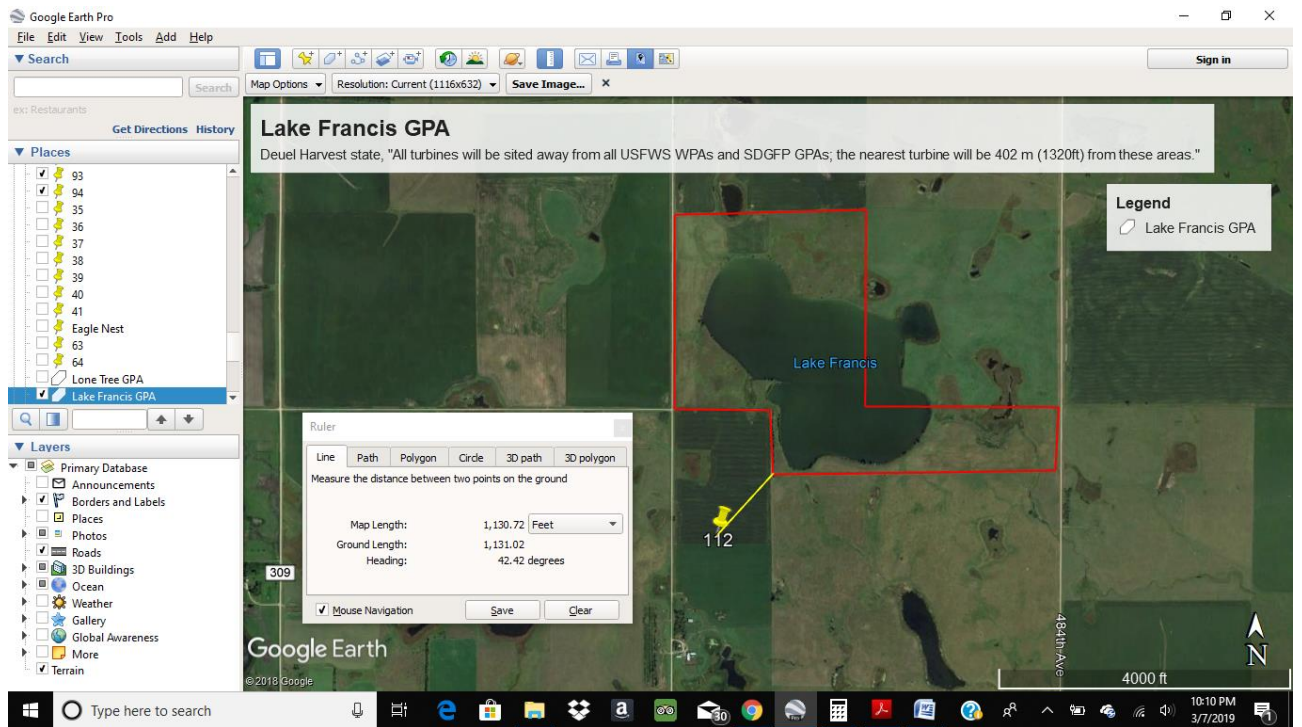 Google Earth Pro
File Edit View Tools Add Help
Search
Sign in
Search
Map Options Resolution: Current (1116x632) Save Image...
ex: Restaurants
Get Directions History
Places
93
94
35
36
37
38
39
40
41
Eagle Nest
63
64
Lone Tree GPA
Lake Francis GPA
Layers
Primary Database
Announcements
Borders and Labels
Places
Photos
Roads
3D Buildings
Ocean
Weather
Gallery
Global Awareness
More
Terrain
Lake Francis GPA
Deuel Harvest state, "All turbines will be sited away from all USFWS WPAs and SDGFP GPAs; the nearest turbine will be 402 m (1320ft) from these areas."
Legend
Lake Francis GPA
Lake Francis
Ruler
Line Path Polygon Circle 3D path 3D polygon
Measure the distance between two points on the ground
Map Length: 1,130.72 Feet
Ground Length: 1,131.02
Heading: 42.42 degrees
Mouse Navigation Save Clear
112
309
484th Ave
N
Google Earth
©2018 Google
4000 ft
Type here to search
30
10:10 PM
3/7/2019